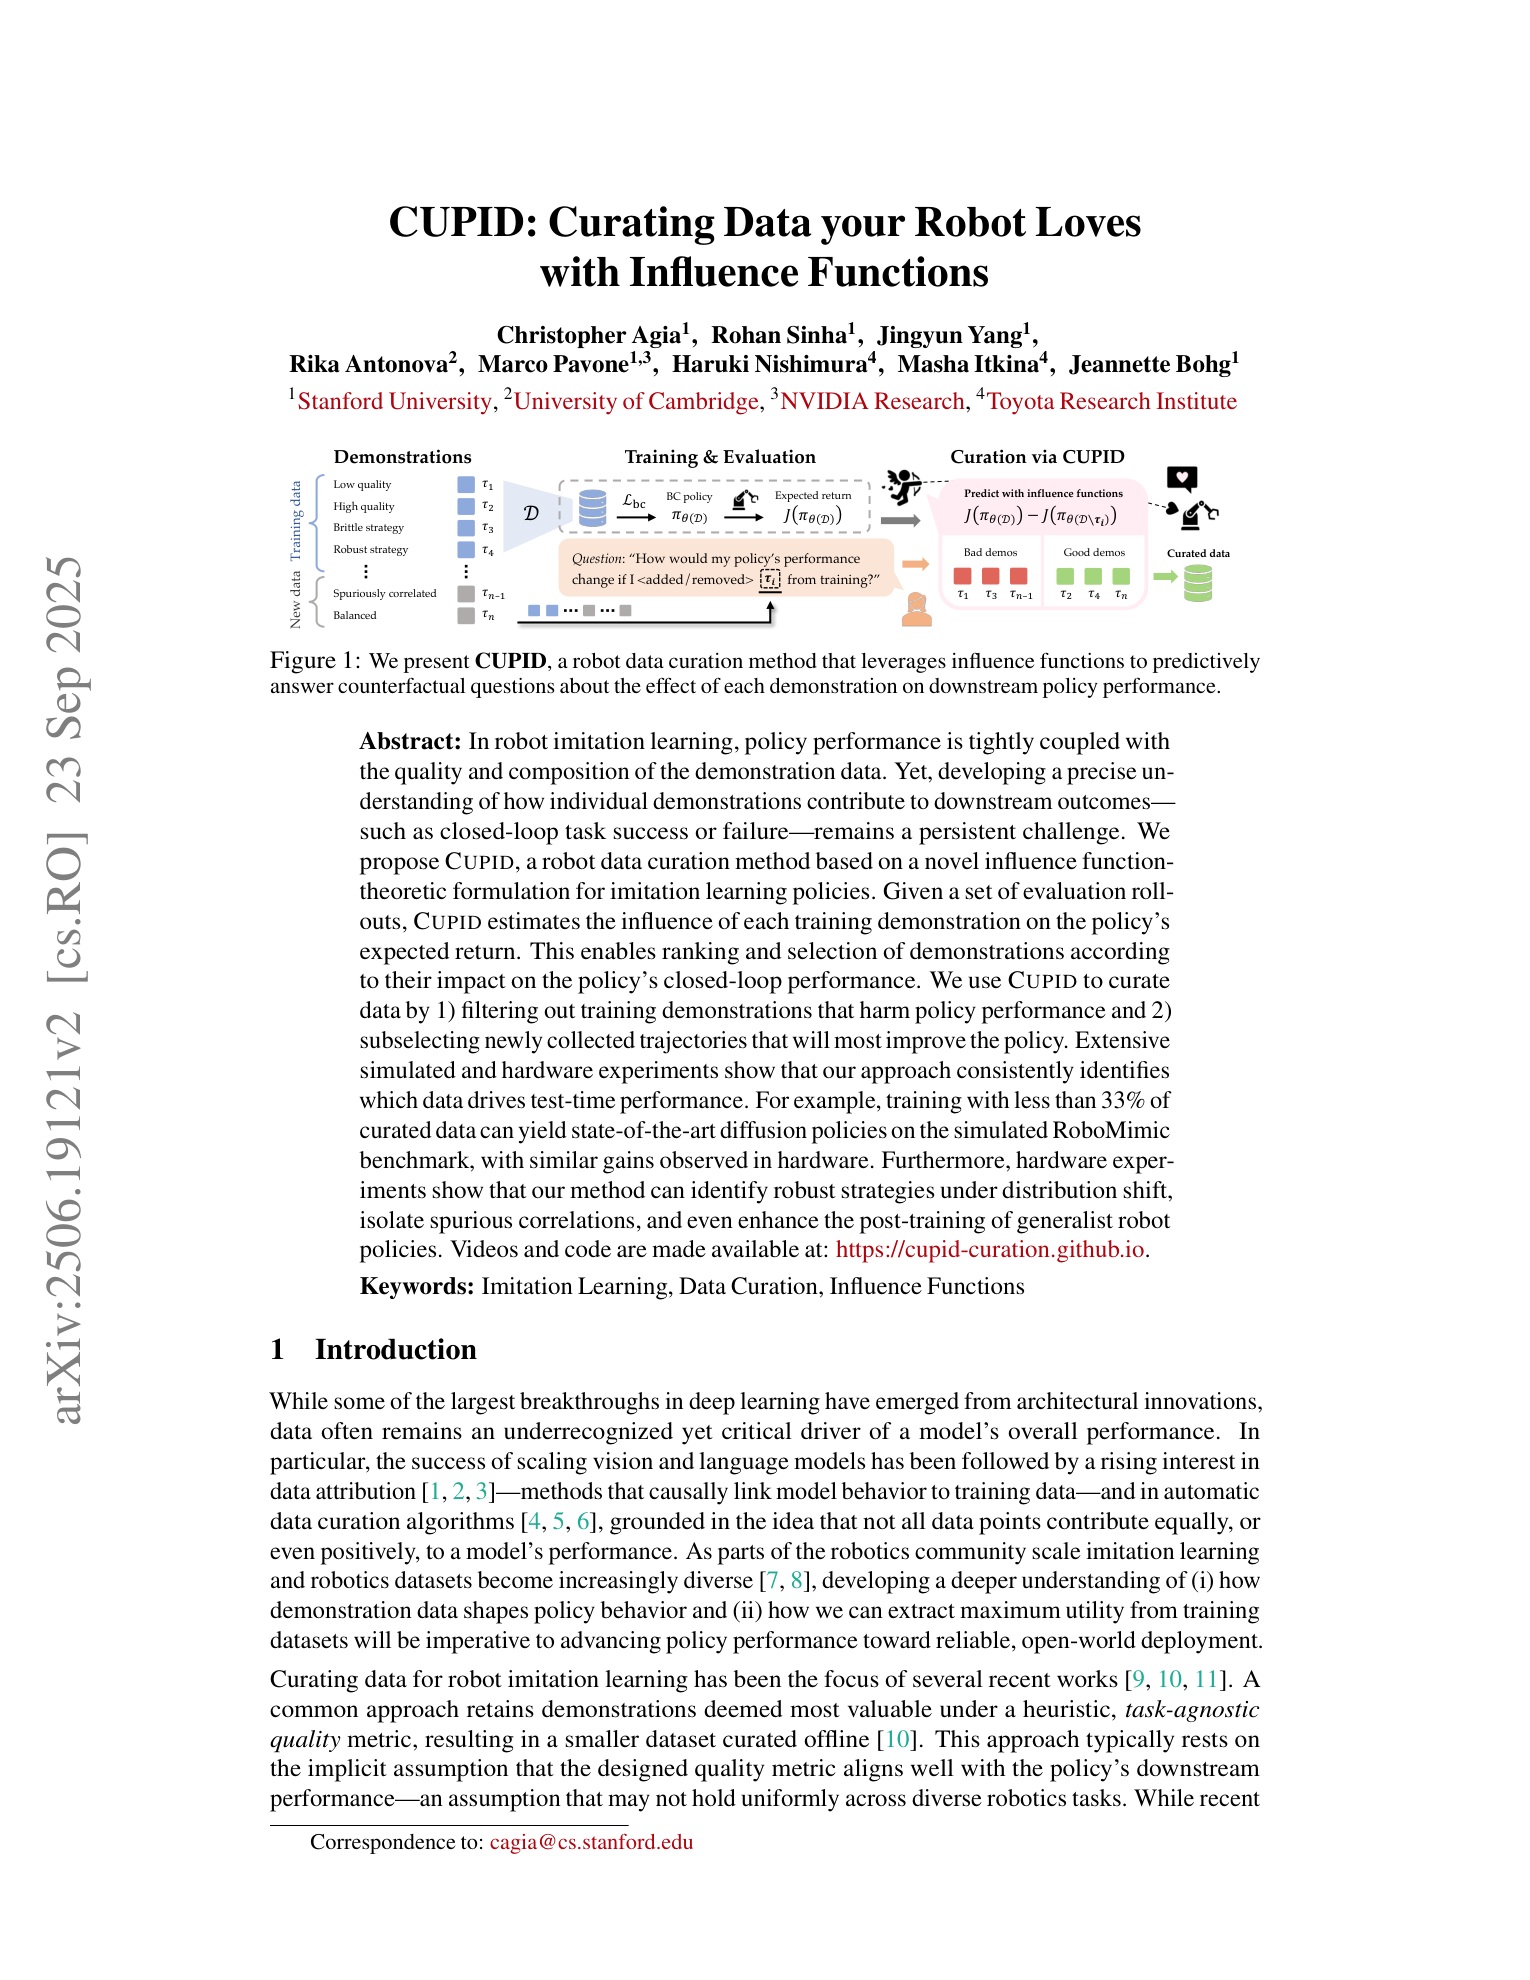 arXiv:2506.19121v2 [cs.RO] 23 Sep 2025
CUPID: Curating Data your Robot Loves
with Influence Functions
Christopher Agia1, Rohan Sinha1, Jingyun Yang1,
Rika Antonova2, Marco Pavone1,3, Haruki Nishimura4, Masha Itkina4, Jeannette Bohg1
1Stanford University, 2University of Cambridge, 3NVIDIA Research, 4Toyota Research Institute
Demonstrations
Training data
Low quality τ1
High quality τ2
Brittle strategy τ3
Robust strategy τ4
⋮ ⋮
New data
Spuriously correlated τn−1
Balanced τn
𝒟
Training & Evaluation
ℒbc
BC policy
πθ(𝒟)
Expected return
J(πθ(𝒟))
Question: “How would my policy’s performance
change if I <added/removed> τi from training?”
··· ···
Curation via CUPID
Predict with influence functions
J(πθ(𝒟)) − J(πθ(𝒟\τi))
Bad demos
τ1 τ3 τn−1
Good demos
τ2 τ4 τn
Curated data
Figure 1: We present CUPID, a robot data curation method that leverages influence functions to predictively
answer counterfactual questions about the effect of each demonstration on downstream policy performance.
Abstract: In robot imitation learning, policy performance is tightly coupled with
the quality and composition of the demonstration data. Yet, developing a precise un-
derstanding of how individual demonstrations contribute to downstream outcomes—
such as closed-loop task success or failure—remains a persistent challenge. We
propose CUPID, a robot data curation method based on a novel influence function-
theoretic formulation for imitation learning policies. Given a set of evaluation roll-
outs, CUPID estimates the influence of each training demonstration on the policy’s
expected return. This enables ranking and selection of demonstrations according
to their impact on the policy’s closed-loop performance. We use CUPID to curate
data by 1) filtering out training demonstrations that harm policy performance and 2)
subselecting newly collected trajectories that will most improve the policy. Extensive
simulated and hardware experiments show that our approach consistently identifies
which data drives test-time performance. For example, training with less than 33% of
curated data can yield state-of-the-art diffusion policies on the simulated RoboMimic
benchmark, with similar gains observed in hardware. Furthermore, hardware exper-
iments show that our method can identify robust strategies under distribution shift,
isolate spurious correlations, and even enhance the post-training of generalist robot
policies. Videos and code are made available at: https://cupid-curation.github.io.
Keywords: Imitation Learning, Data Curation, Influence Functions
1 Introduction
While some of the largest breakthroughs in deep learning have emerged from architectural innovations,
data often remains an underrecognized yet critical driver of a model’s overall performance. In
particular, the success of scaling vision and language models has been followed by a rising interest in
data attribution [1, 2, 3]—methods that causally link model behavior to training data—and in automatic
data curation algorithms [4, 5, 6], grounded in the idea that not all data points contribute equally, or
even positively, to a model’s performance. As parts of the robotics community scale imitation learning
and robotics datasets become increasingly diverse [7, 8], developing a deeper understanding of (i) how
demonstration data shapes policy behavior and (ii) how we can extract maximum utility from training
datasets will be imperative to advancing policy performance toward reliable, open-world deployment.
Curating data for robot imitation learning has been the focus of several recent works [9, 10, 11]. A
common approach retains demonstrations deemed most valuable under a heuristic, task-agnostic
quality metric, resulting in a smaller dataset curated offline [10]. This approach typically rests on
the implicit assumption that the designed quality metric aligns well with the policy’s downstream
performance—an assumption that may not hold uniformly across diverse robotics tasks. While recent
Correspondence to: cagia@cs.stanford.edu